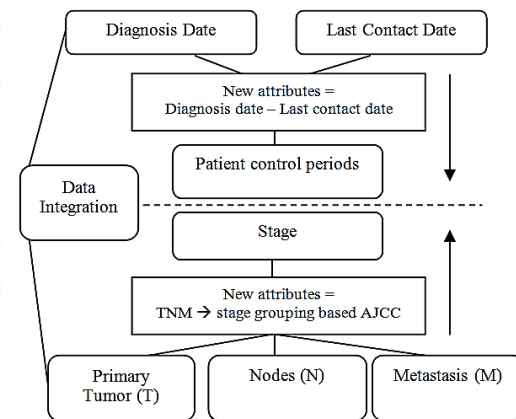 Diagnosis Date
Last Contact Date
New attributes =
Diagnosis date – Last contact date
Patient control periods
Data
Integration
Stage
New attributes =
TNM → stage grouping based AJCC
Primary
Tumor (T)
Nodes (N)
Metastasis (M)